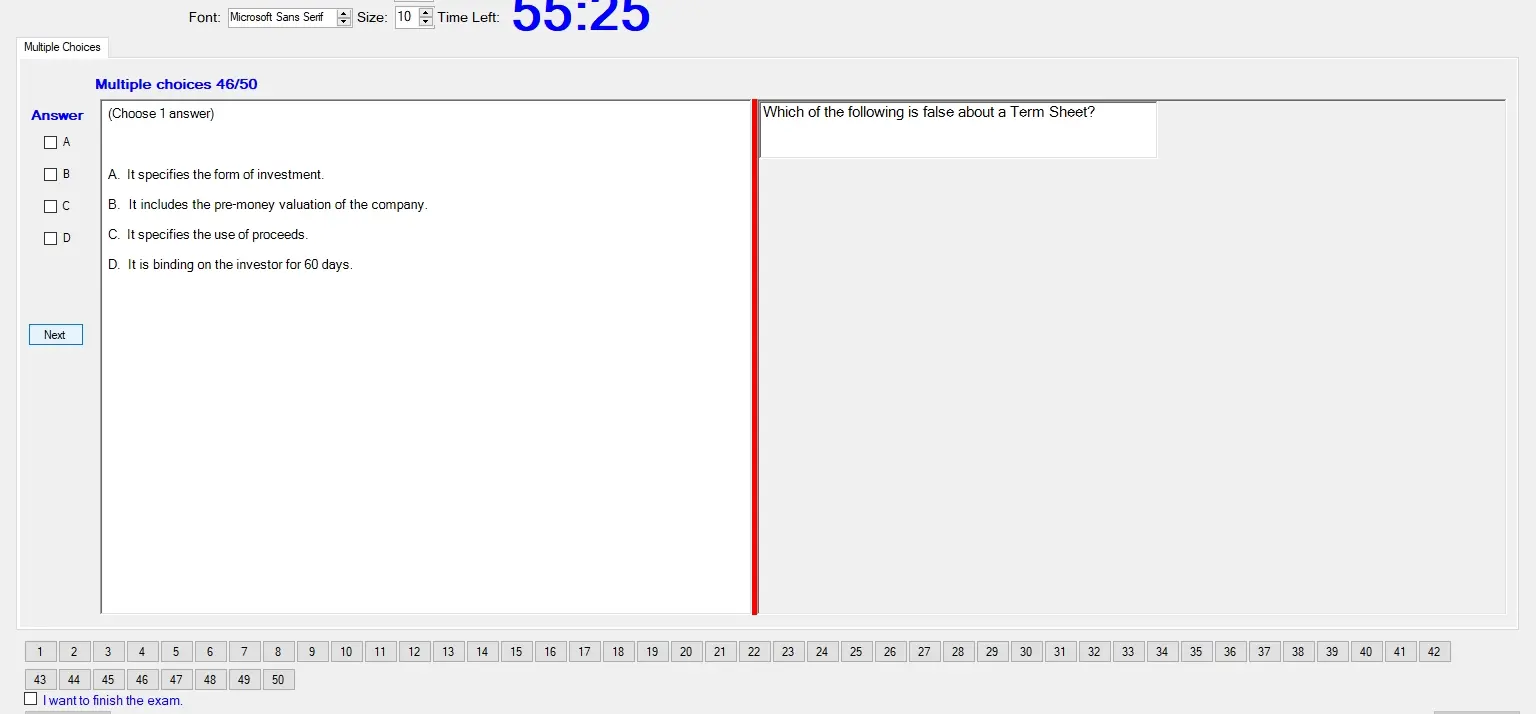 Font: Microsoft Sans Serif Size: 10 Time Left: 55:25
Multiple Choices
Multiple choices 46/50
Answer
(Choose 1 answer)
Which of the following is false about a Term Sheet?
A
B
C
D
A. It specifies the form of investment.
B. It includes the pre-money valuation of the company.
C. It specifies the use of proceeds.
D. It is binding on the investor for 60 days.
Next
1 2 3 4 5 6 7 8 9 10 11 12 13 14 15 16 17 18 19 20 21 22 23 24 25 26 27 28 29 30 31 32 33 34 35 36 37 38 39 40 41 42
43 44 45 46 47 48 49 50
I want to finish the exam.